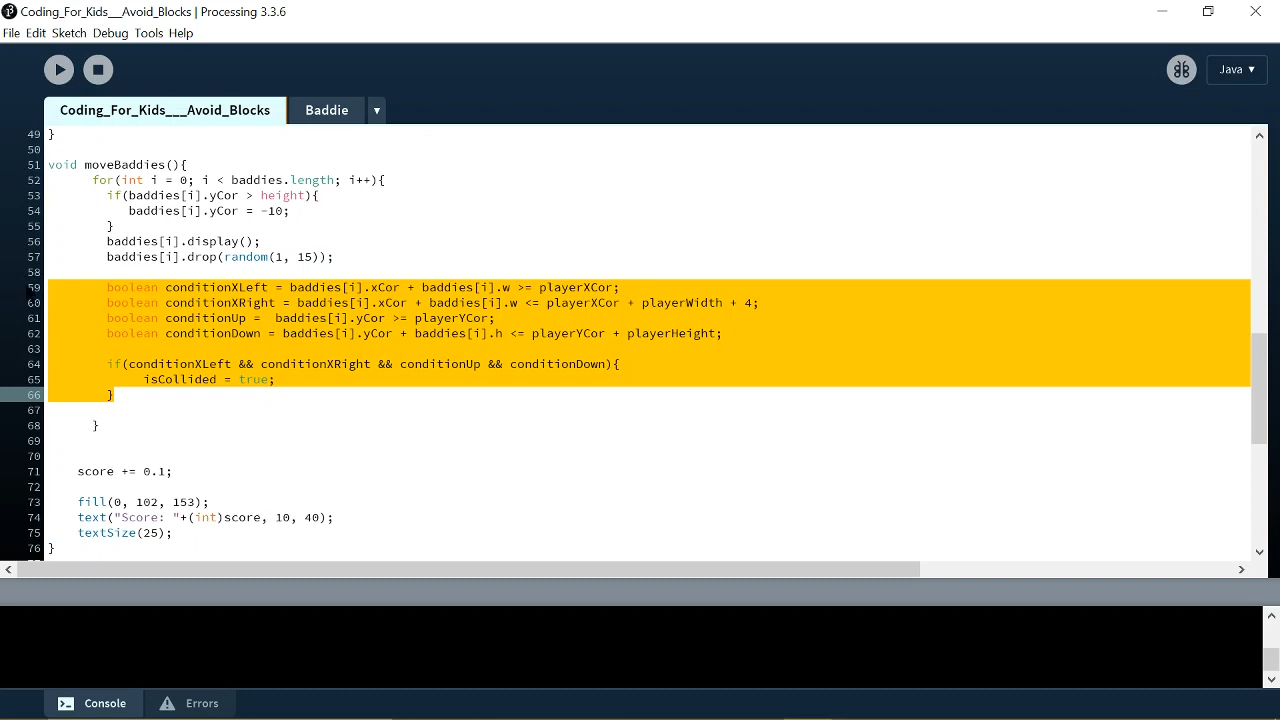 Coding_For_Kids___Avoid_Blocks | Processing 3.3.6
File Edit Sketch Debug Tools Help
Java ▾
Coding_For_Kids___Avoid_Blocks Baddie ▾
49 }
50
51 void moveBaddies(){
52 for(int i = 0; i < baddies.length; i++){
53 if(baddies[i].yCor > height){
54 baddies[i].yCor = -10;
55 }
56 baddies[i].display();
57 baddies[i].drop(random(1, 15));
58
59 boolean conditionXLeft = baddies[i].xCor + baddies[i].w >= playerXCor;
60 boolean conditionXRight = baddies[i].xCor + baddies[i].w <= playerXCor + playerWidth + 4;
61 boolean conditionUp =  baddies[i].yCor >= playerYCor;
62 boolean conditionDown = baddies[i].yCor + baddies[i].h <= playerYCor + playerHeight;
63
64 if(conditionXLeft && conditionXRight && conditionUp && conditionDown){
65 isCollided = true;
66 }
67
68 }
69
70
71 score += 0.1;
72
73 fill(0, 102, 153);
74 text("Score: "+(int)score, 10, 40);
75 textSize(25);
76 }
Console Errors